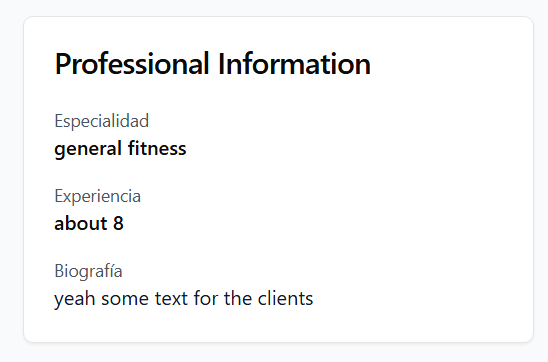 Professional Information
Especialidad
general fitness
Experiencia
about 8
Biografía
yeah some text for the clients